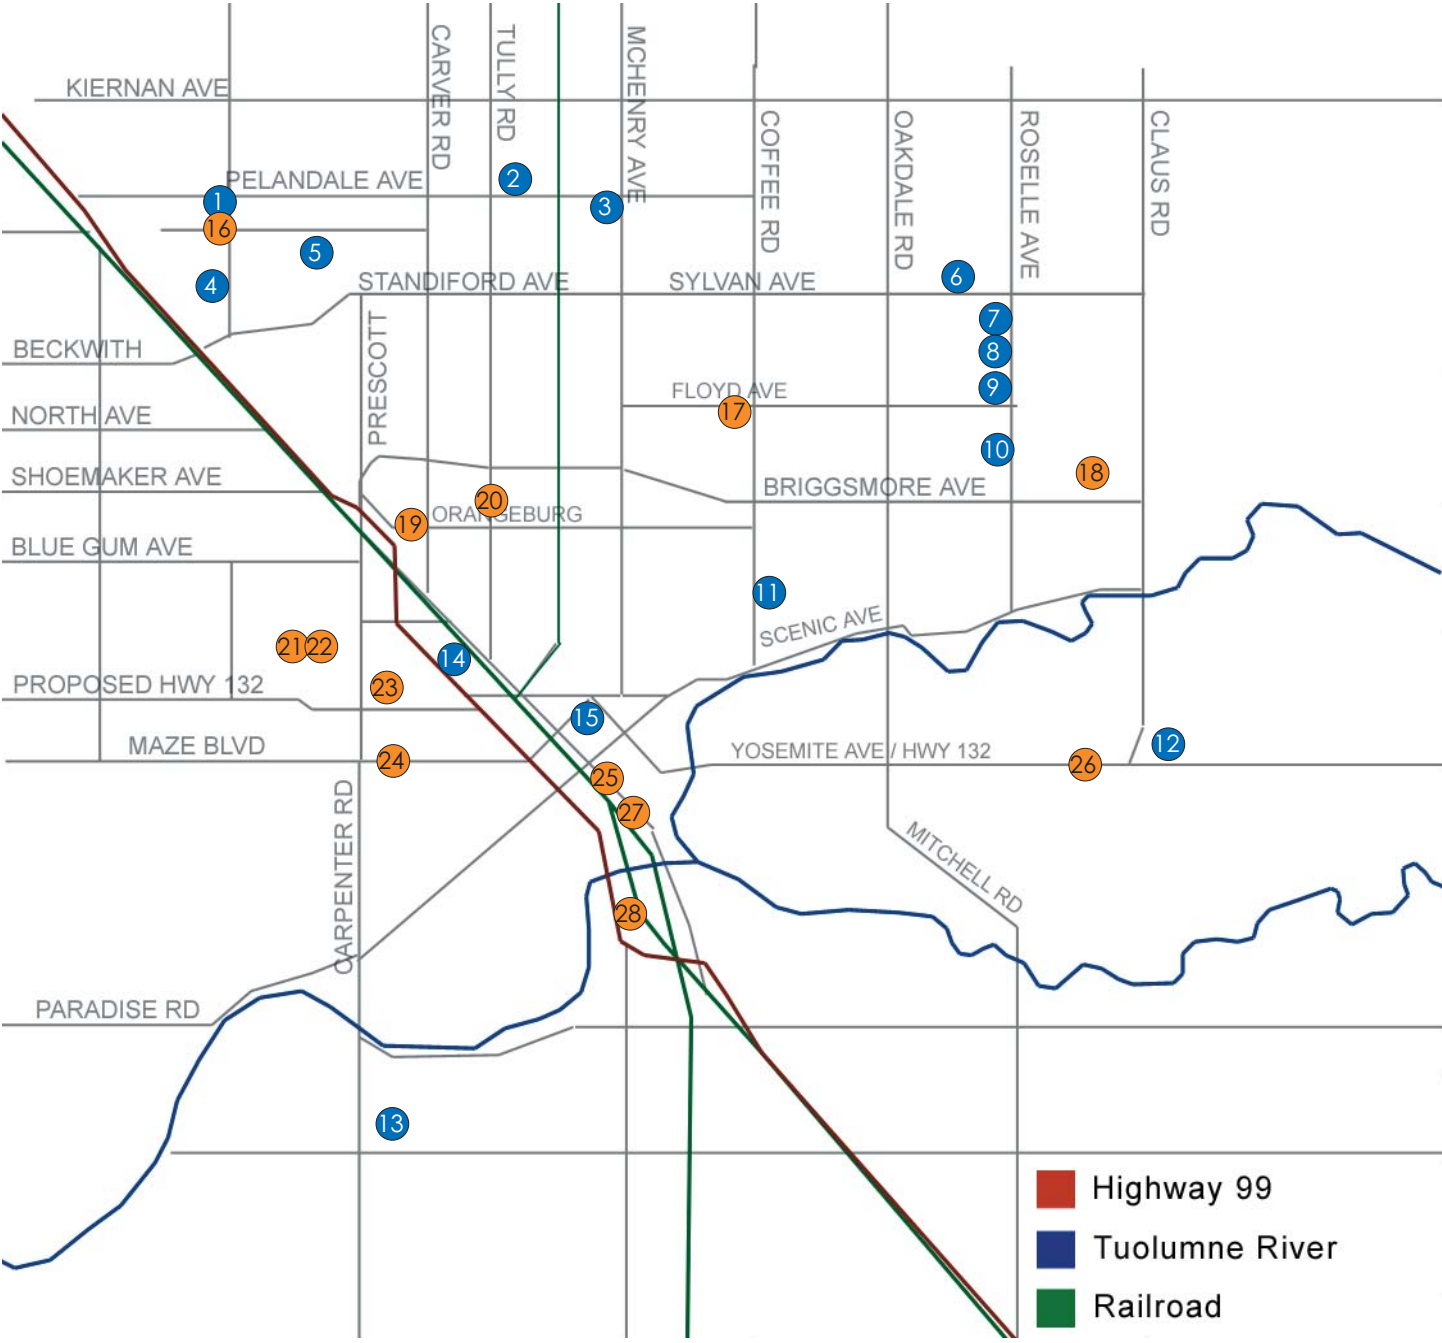 CARVER RD
TULLY RD
MCHENRY AVE
KIERNAN AVE
COFFEE RD
OAKDALE RD
ROSELLE AVE
CLAUS RD
PELANDALE AVE
2
1
3
16
5
4
6
STANDIFORD AVE
SYLVAN AVE
7
BECKWITH
PRESCOTT
8
9
FLOYD AVE
17
NORTH AVE
10
18
SHOEMAKER AVE
BRIGGSMORE AVE
20
19
ORANGEBURG
BLUE GUM AVE
11
SCENIC AVE
21
22
14
PROPOSED HWY 132
23
15
MAZE BLVD
YOSEMITE AVE / HWY 132
12
24
26
25
27
CARPENTER RD
MITCHELL RD
28
PARADISE RD
13
Highway 99
Tuolumne River
Railroad